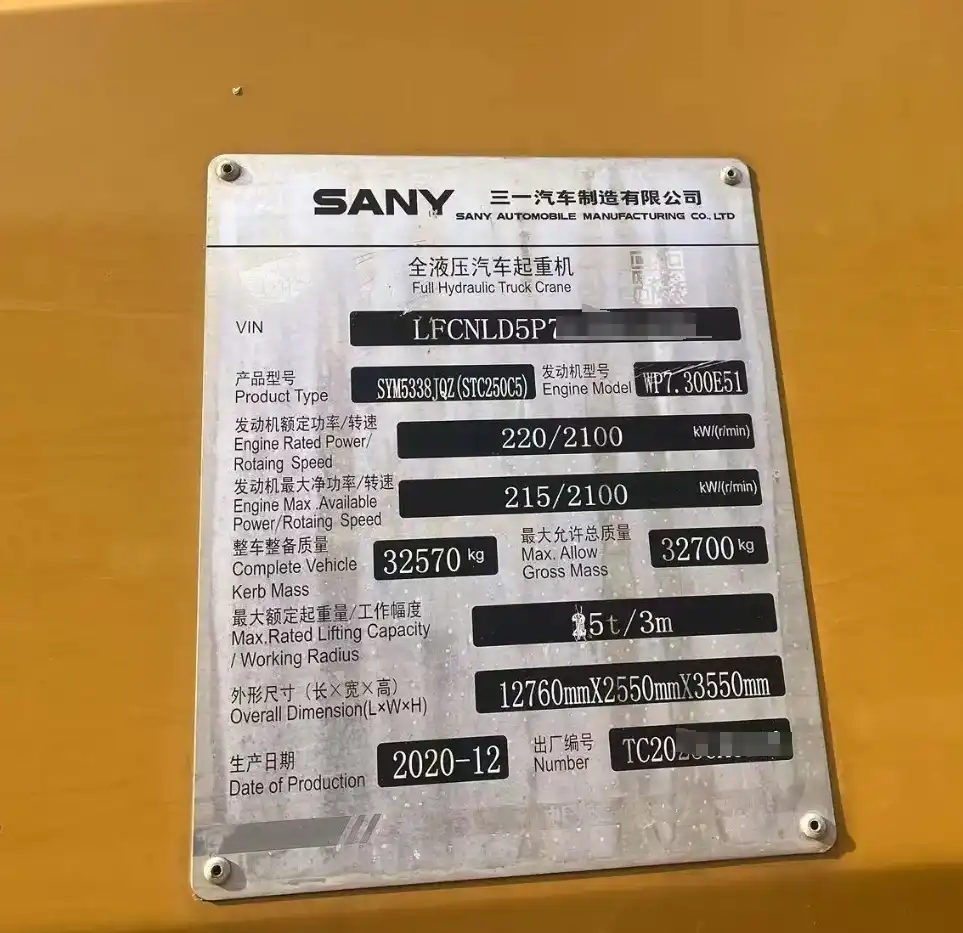 SANY 三一汽车制造有限公司
SANY AUTOMOBILE MANUFACTURING CO., LTD
全液压汽车起重机
Full Hydraulic Truck Crane
VIN LFCNLD5P7
产品型号 SYM5338JQZ(STC250C5) 发动机型号 WP7.300E51
Product Type Engine Model
发动机额定功率/转速
Engine Rated Power/ 220/2100 kW/(r/min)
Rotaing Speed
发动机最大净功率/转速
Engine Max .Available 215/2100 kW/(r/min)
Power/Rotaing Speed
整车整备质量 32570 kg 最大允许总质量 32700 kg
Complete Vehicle Max. Allow
Kerb Mass Gross Mass
最大额定起重量/工作幅度
Max.Rated Lifting Capacity 5t/3m
/ Working Radius
外形尺寸（长×宽×高）
Overall Dimension(L×W×H) 12760mmX2550mmX3550mm
生产日期 2020-12 出厂编号 TC20
Date of Production Number